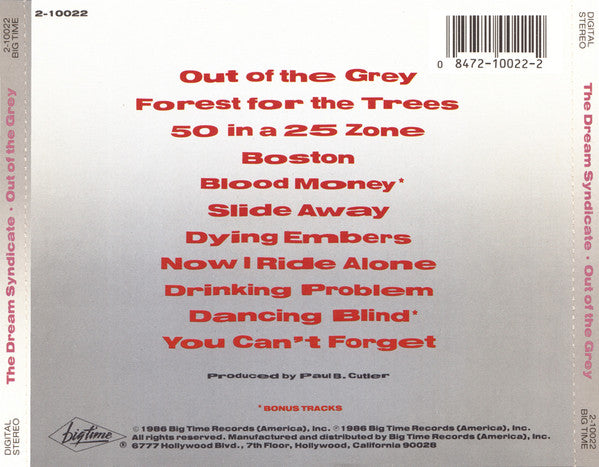 2-10022
0 8472-10022-2
Out of the Grey
Forest for the Trees
50 in a 25 Zone
Boston
Blood Money*
Slide Away
Dying Embers
Now I Ride Alone
Drinking Problem
Dancing Blind*
You Can't Forget
Produced by Paul B. Cutler
* BONUS TRACKS
bigtime
© 1986 Big Time Records (America), Inc. ℗ 1986 Big Time Records (America), Inc.
All rights reserved. Manufactured and distributed by Big Time Records (America), Inc.
® 6777 Hollywood Blvd., 7th Floor, Hollywood, California 90028
DIGITAL
STEREO
The Dream Syndicate · Out of the Grey
2-10022
BIG TIME
DIGITAL
STEREO
The Dream Syndicate · Out of the Grey
2-10022
BIG TIME